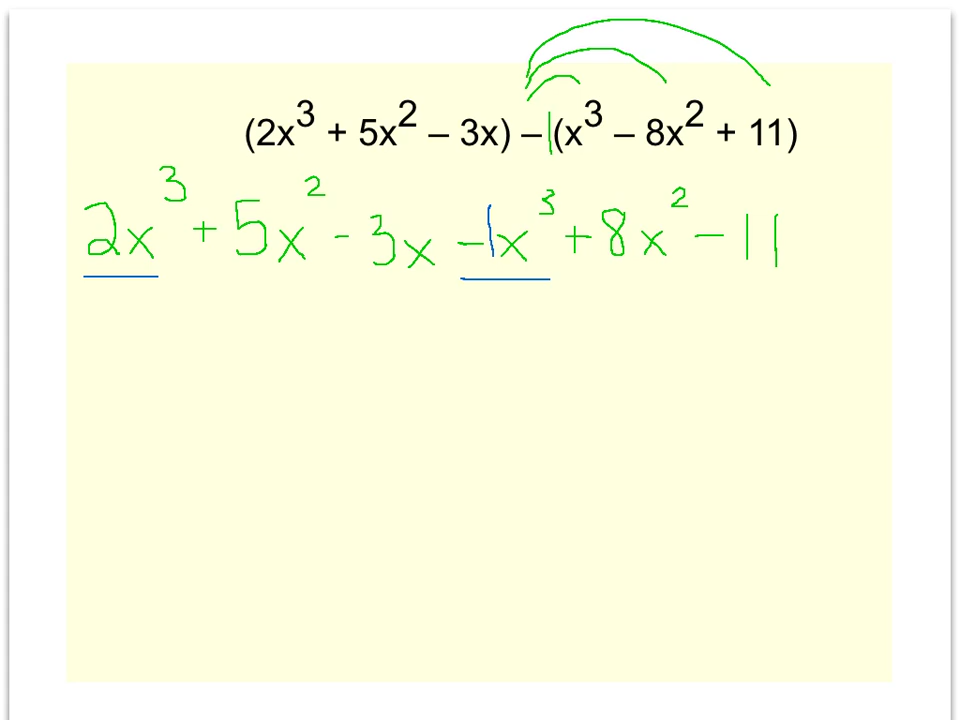 (2x³ + 5x² – 3x) – 1(x³ – 8x² + 11)
2x³ + 5x² - 3x - 1x³ + 8x² - 11